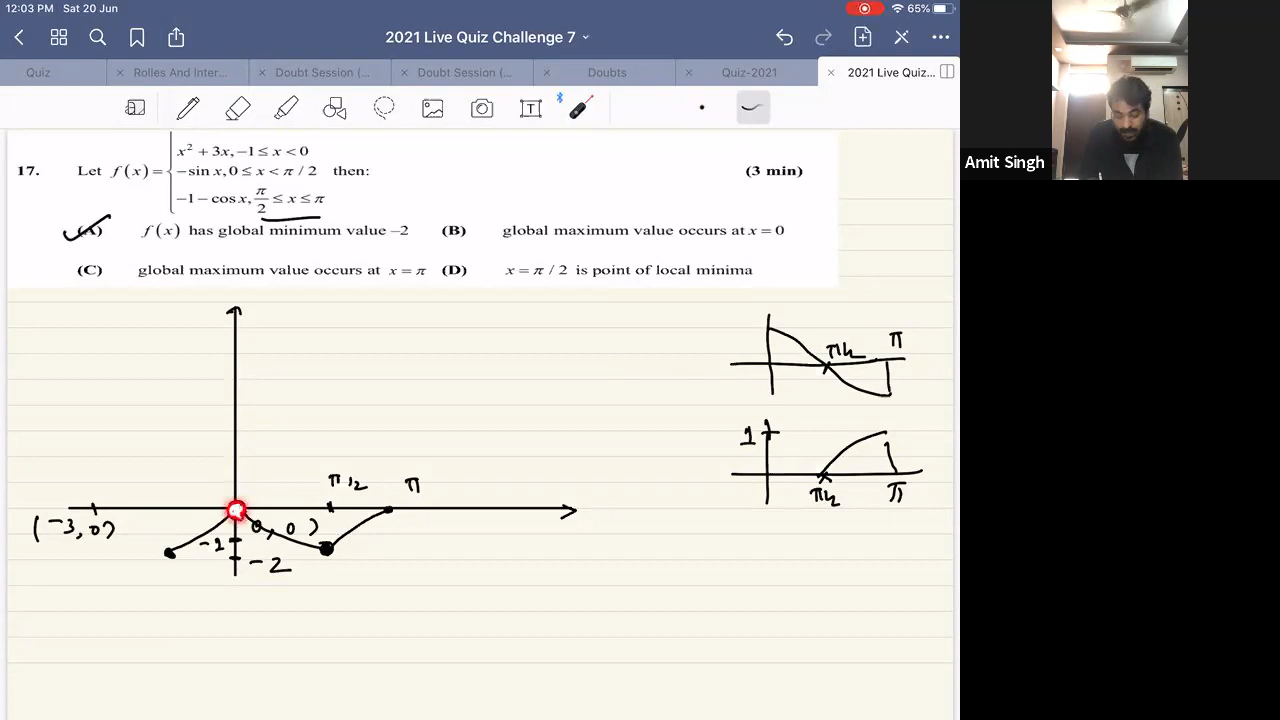 12:03 PM Sat 20 Jun
65%
2021 Live Quiz Challenge 7
Quiz
Rolles And Inter...
Doubt Session (...
Doubt Session (...
Doubts
Quiz-2021
2021 Live Quiz...
T
Amit Singh
17. Let f(x) = { x² + 3x, −1 ≤ x < 0
−sin x, 0 ≤ x < π / 2 then: (3 min)
−1 − cos x, π/2 ≤ x ≤ π
(A) f(x) has global minimum value −2 (B) global maximum value occurs at x = 0
(C) global maximum value occurs at x = π (D) x = π / 2 is point of local minima
π/2 π
1
π/2 π
π/2 π
(−3, 0) 0, 0)
−1
−2